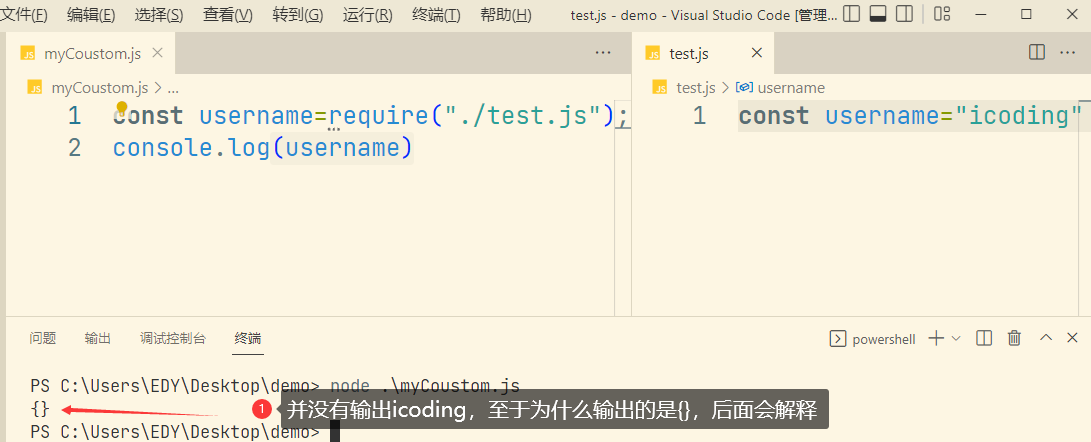 文件(F) 编辑(E) 选择(S) 查看(V) 转到(G) 运行(R) 终端(T) 帮助(H) test.js - demo - Visual Studio Code [管理...
JS myCoustom.js ...
JS myCoustom.js > ...
1 const username=require("./test.js");
2 console.log(username)
JS test.js ...
JS test.js > username
1 const username="icoding"
问题 输出 调试控制台 终端 powershell
PS C:\Users\EDY\Desktop\demo> node .\myCoustom.js
{}
1 并没有输出icoding，至于为什么输出的是{}，后面会解释
PS C:\Users\EDY\Desktop\demo>